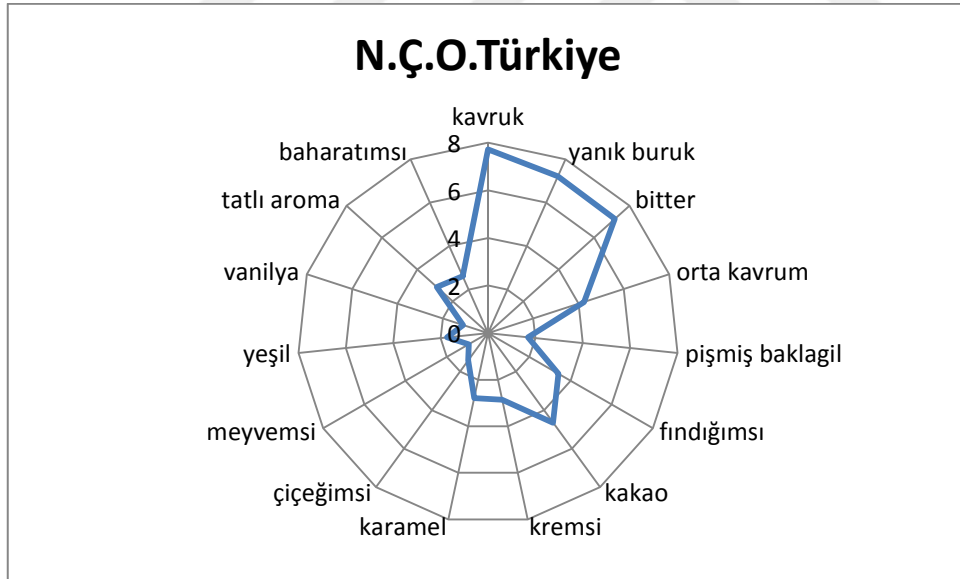 N.Ç.O.Türkiye
kavruk
yanık buruk
bitter
orta kavrum
pişmiş baklagil
fındığımsı
kakao
kremsi
karamel
çiçeğimsi
meyvemsi
yeşil
vanilya
tatlı aroma
baharatımsı
8
6
4
2
0